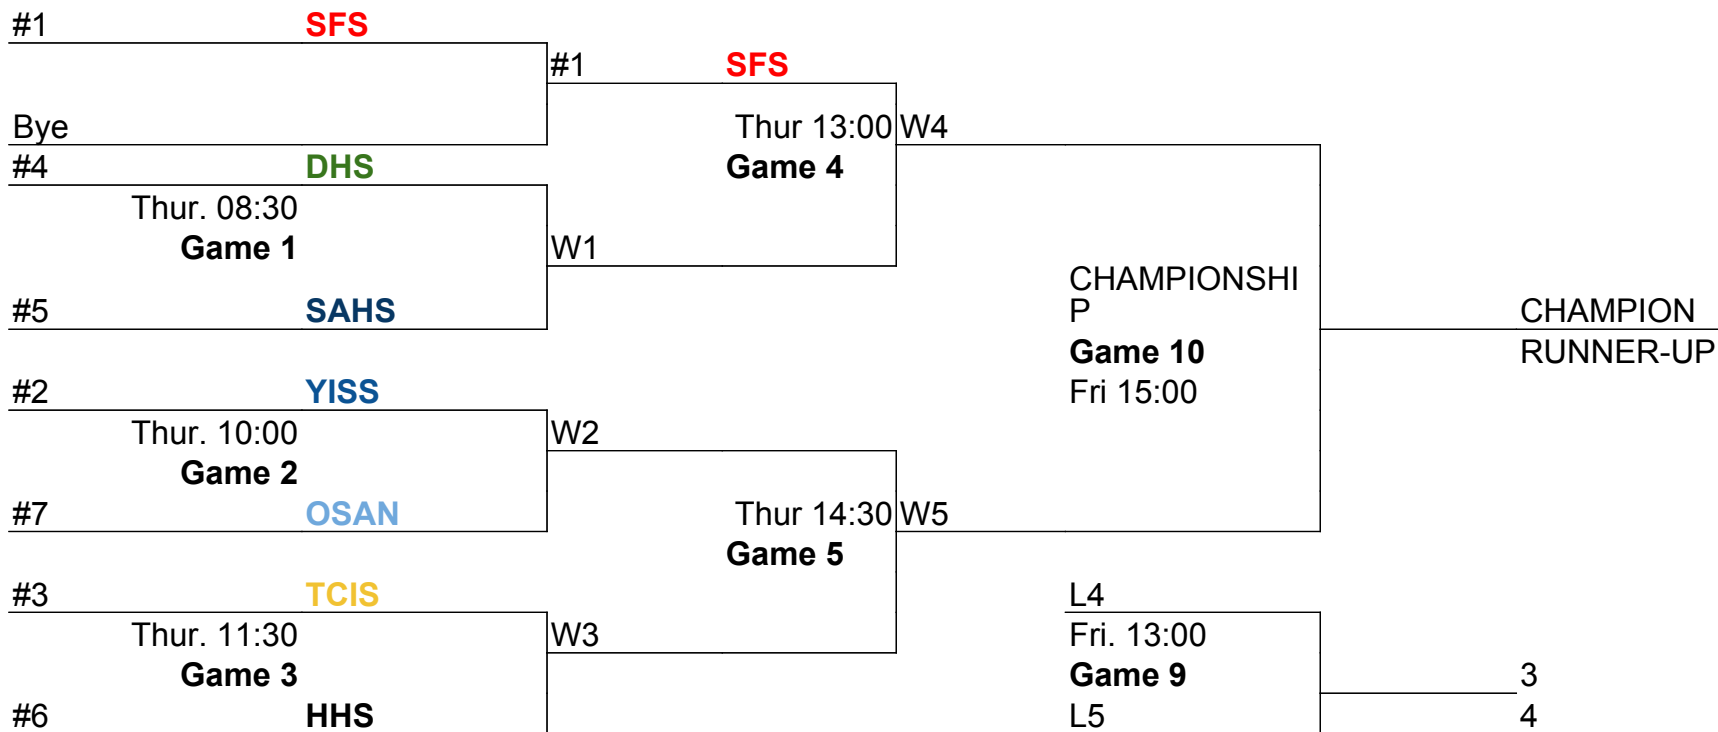 #1 SFS
#1 SFS
Bye
Thur 13:00 W4
#4 DHS
Game 4
Thur. 08:30
Game 1
W1
CHAMPIONSHI
P
#5 SAHS
CHAMPION
Game 10
RUNNER-UP
#2 YISS
Fri 15:00
Thur. 10:00
W2
Game 2
#7 OSAN
Thur 14:30 W5
Game 5
#3 TCIS
L4
Thur. 11:30
W3
Fri. 13:00
Game 3
Game 9
3
#6 HHS
L5
4